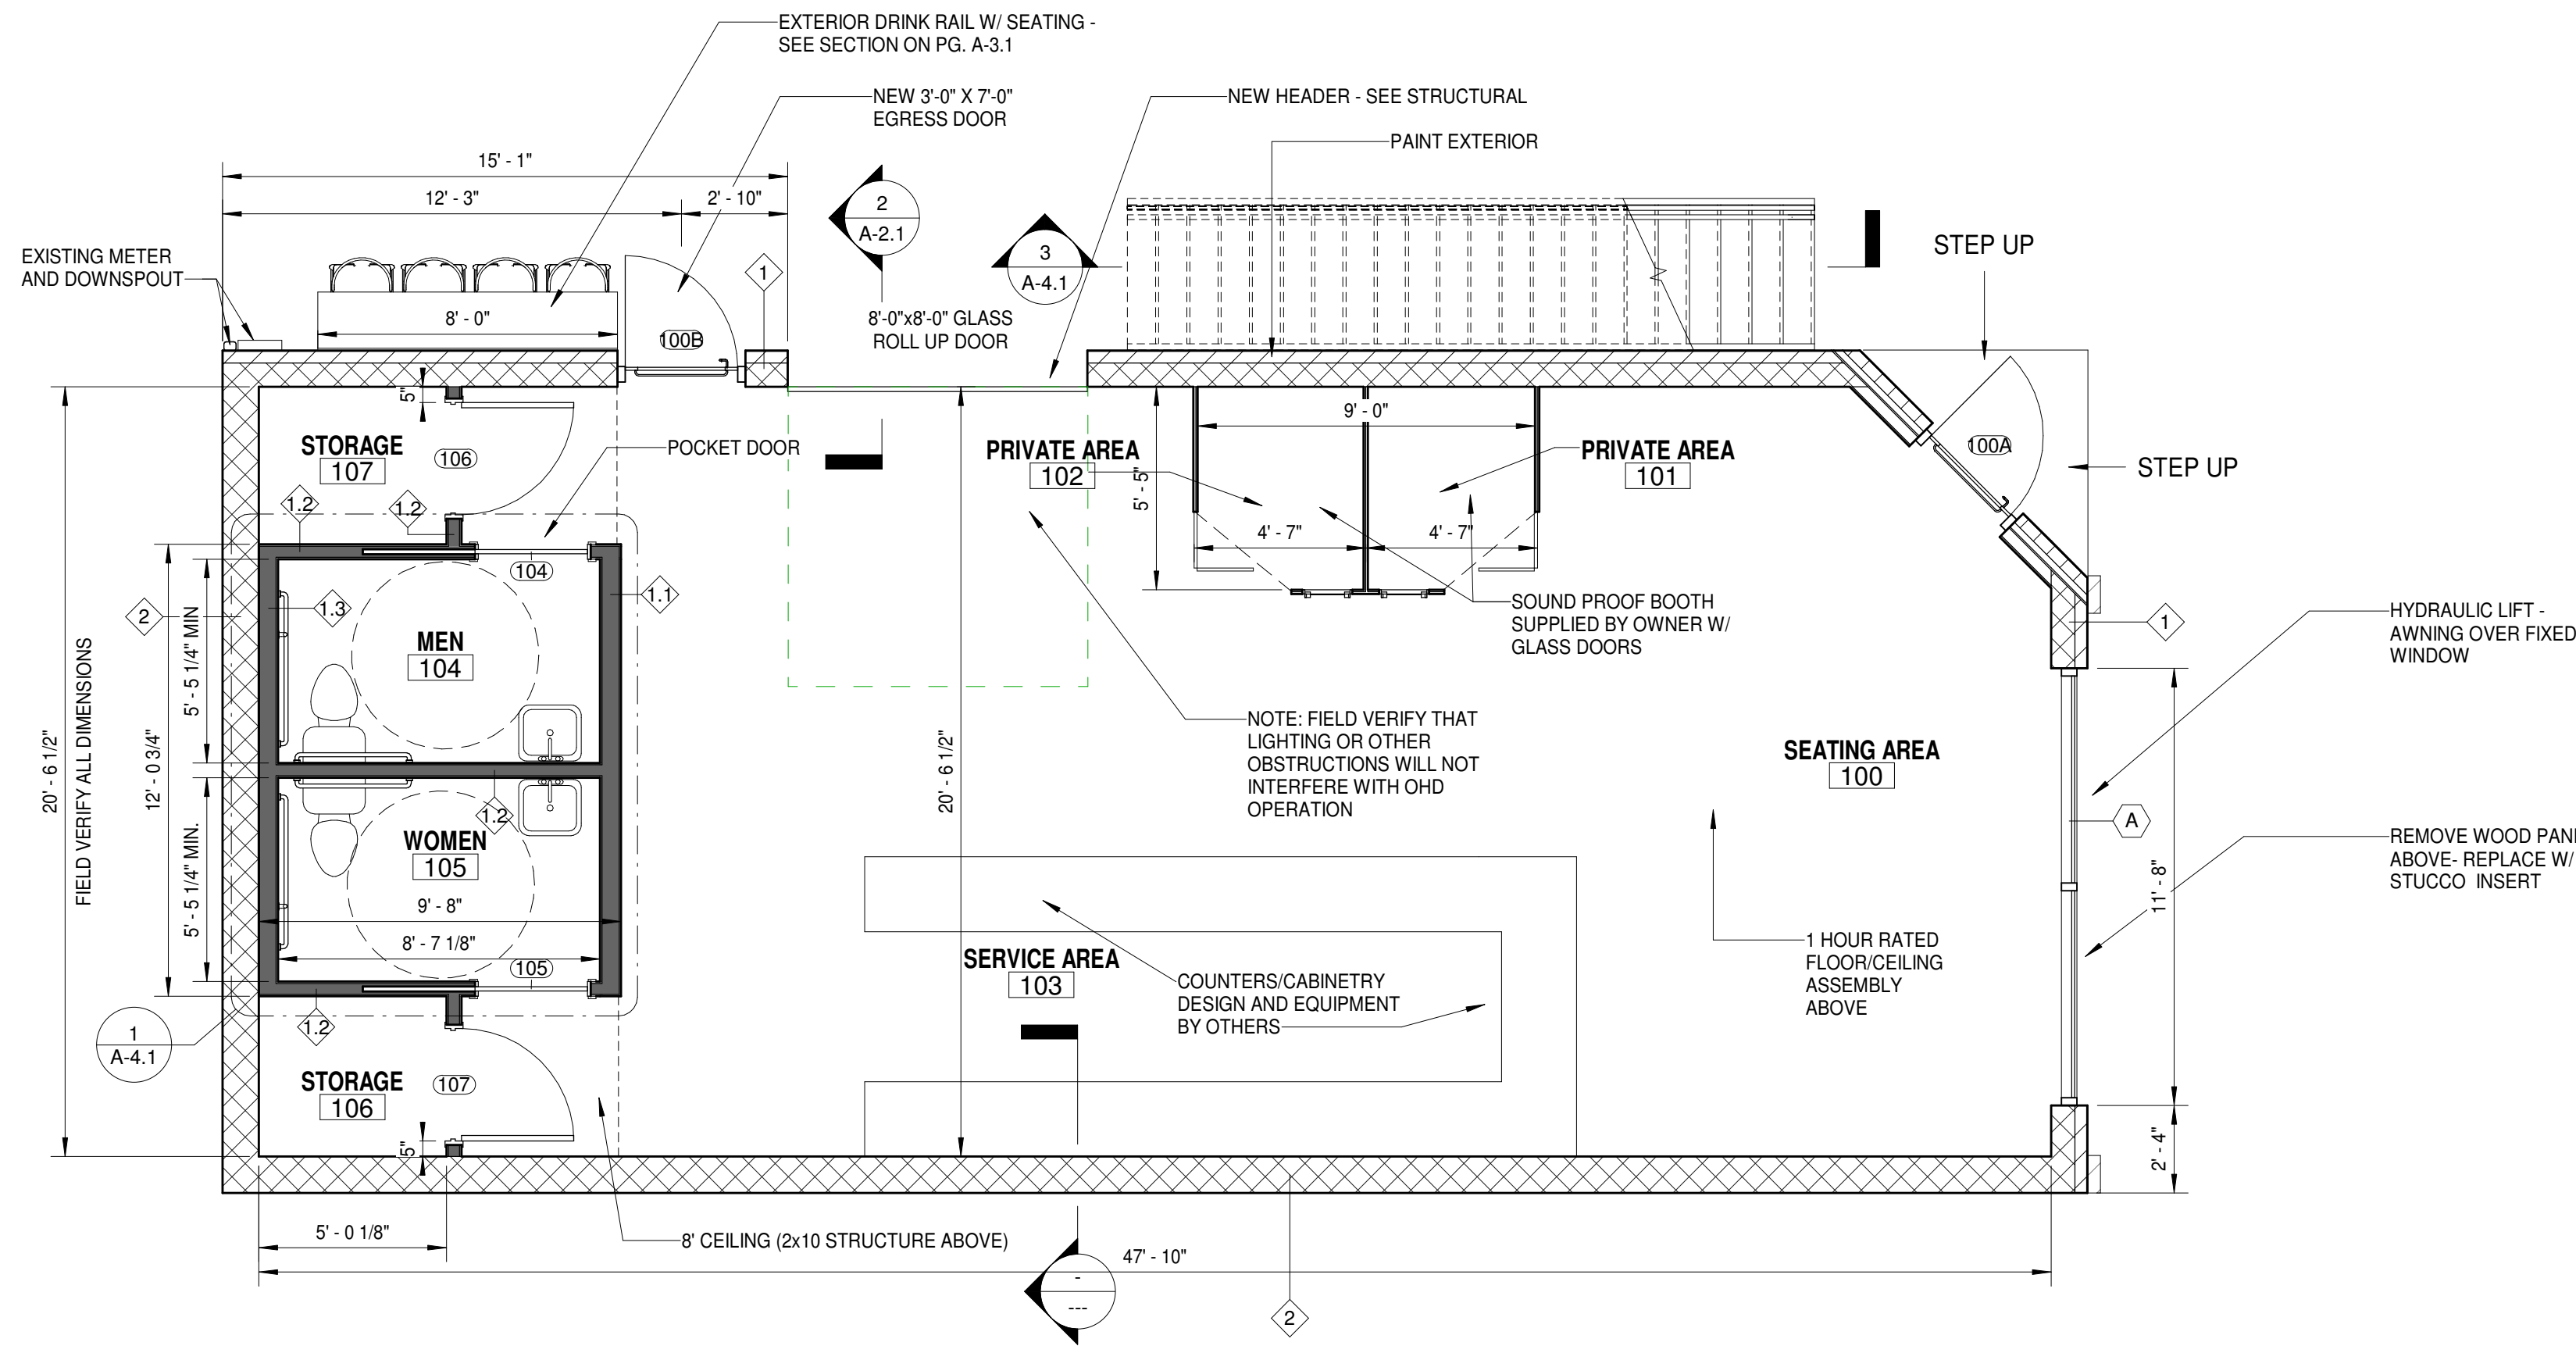 EXTERIOR DRINK RAIL W/ SEATING -
SEE SECTION ON PG. A-3.1
NEW 3'-0" X 7'-0"
EGRESS DOOR
NEW HEADER - SEE STRUCTURAL
PAINT EXTERIOR
15' - 1"
12' - 3"
2' - 10"
2
A-2.1
3
A-4.1
STEP UP
EXISTING METER
AND DOWNSPOUT
1
8' - 0"
100B
8'-0"x8'-0" GLASS
ROLL UP DOOR
5"
STORAGE
107
106
POCKET DOOR
9' - 0"
PRIVATE AREA
102
PRIVATE AREA
101
100A
STEP UP
5' - 5"
4' - 7"
4' - 7"
1.2
1.2
104
1.3
1.1
2
MEN
104
5' - 5 1/4" MIN
SOUND PROOF BOOTH
SUPPLIED BY OWNER W/
GLASS DOORS
1
HYDRAULIC LIFT -
AWNING OVER FIXED
WINDOW
20' - 6 1/2"
FIELD VERIFY ALL DIMENSIONS
12' - 0 3/4"
20' - 6 1/2"
NOTE: FIELD VERIFY THAT
LIGHTING OR OTHER
OBSTRUCTIONS WILL NOT
INTERFERE WITH OHD
OPERATION
SEATING AREA
100
A
1.2
WOMEN
105
5' - 5 1/4" MIN.
9' - 8"
8' - 7 1/8"
105
REMOVE WOOD PAN
ABOVE- REPLACE W/
STUCCO INSERT
11' - 8"
SERVICE AREA
103
COUNTERS/CABINETRY
DESIGN AND EQUIPMENT
BY OTHERS
1 HOUR RATED
FLOOR/CEILING
ASSEMBLY
ABOVE
1
A-4.1
1.2
STORAGE
106
107
5"
2' - 4"
5' - 0 1/8"
8' CEILING (2x10 STRUCTURE ABOVE)
47' - 10"
-
---
2